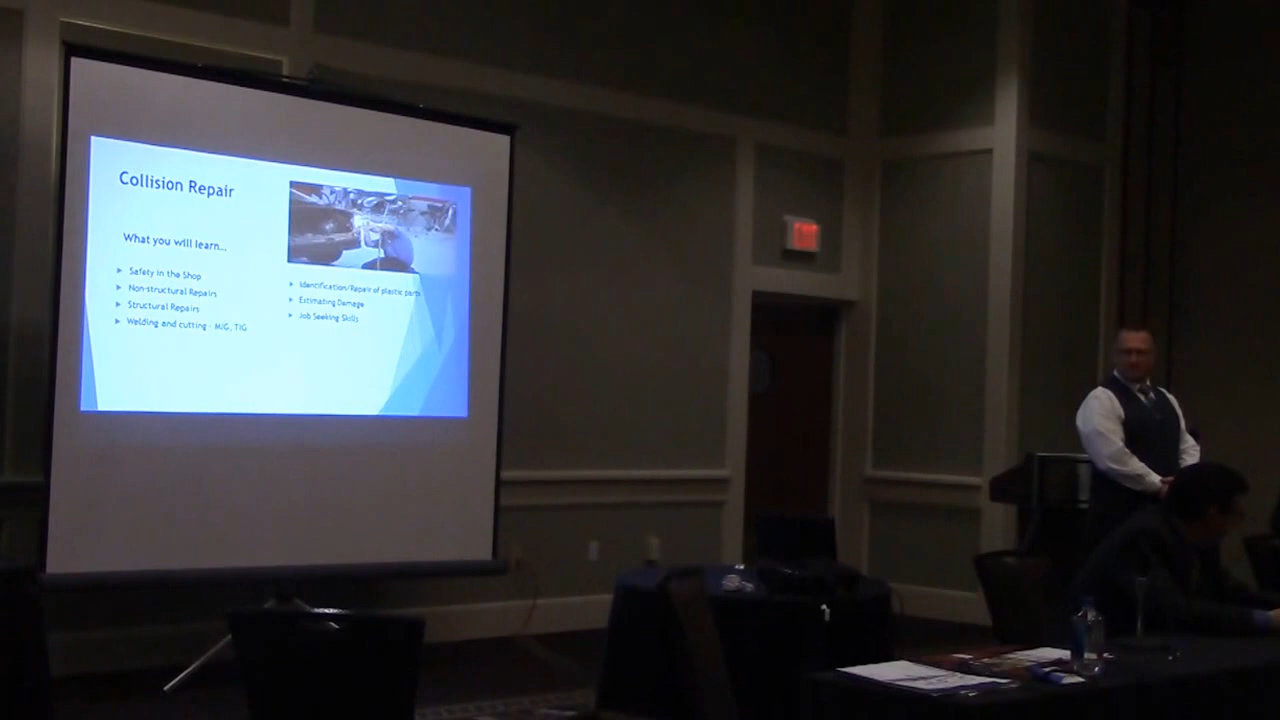 Collision Repair
What you will learn...
Safety in the Shop
Non-structural Repairs
Structural Repairs
Welding and cutting - MIG, TIG
Identification/Repair of plastic parts
Estimating Damage
Job Seeking Skills